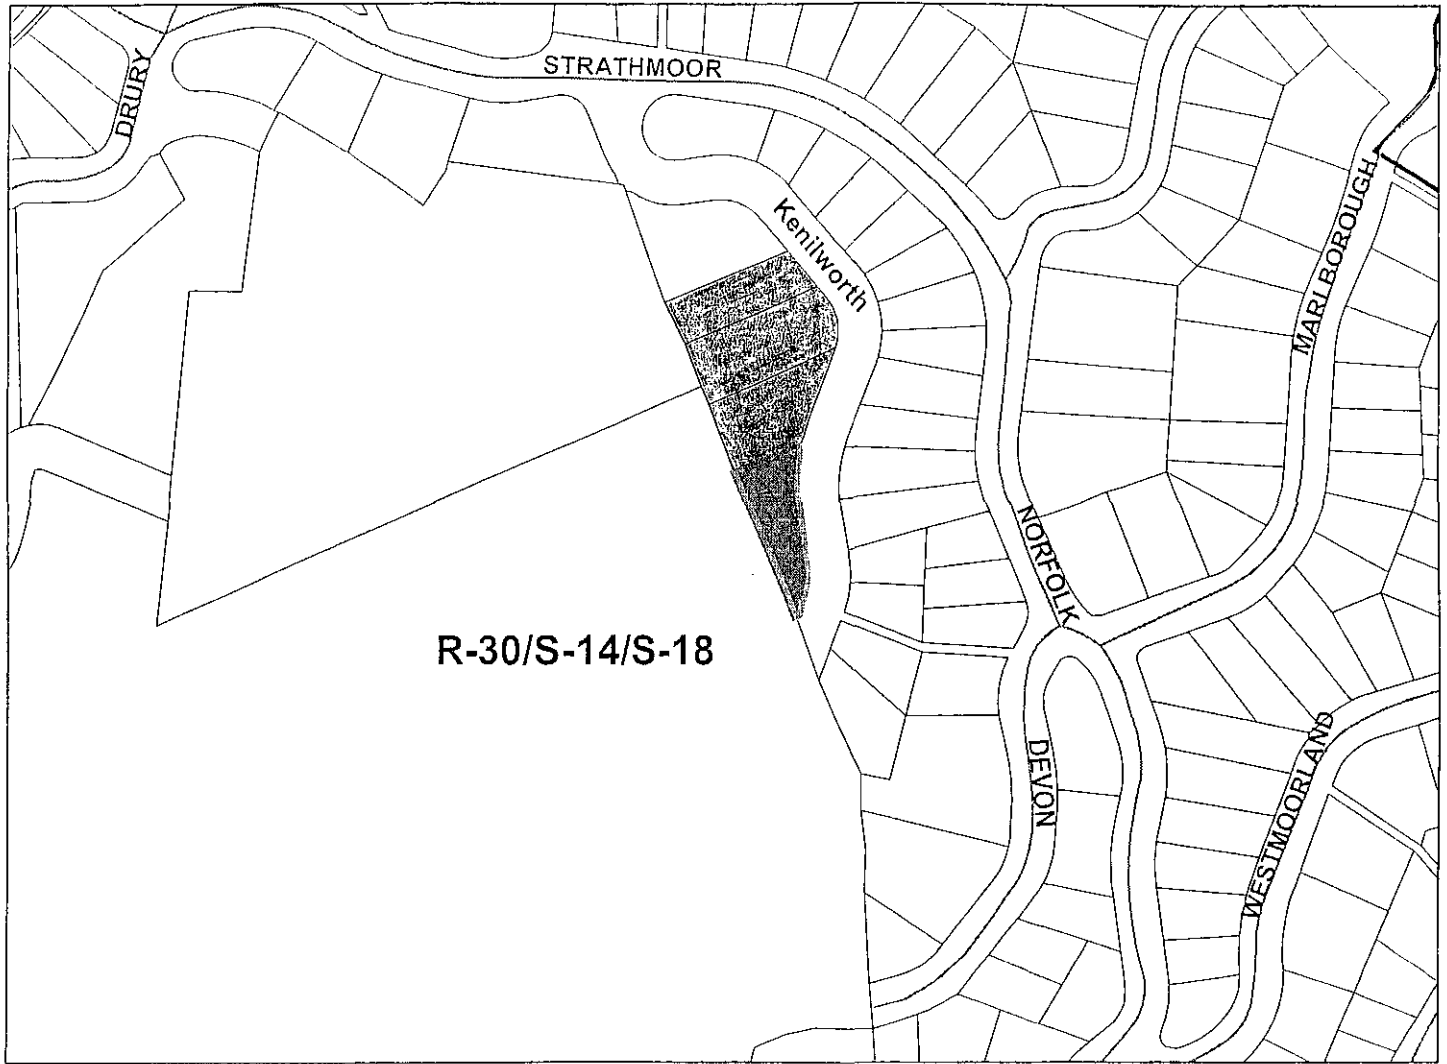 DRURY
STRATHMOOR
Kenilworth
MARLBOROUGH
NORFOLK
R-30/S-14/S-18
DEVON
WESTMOORLAND